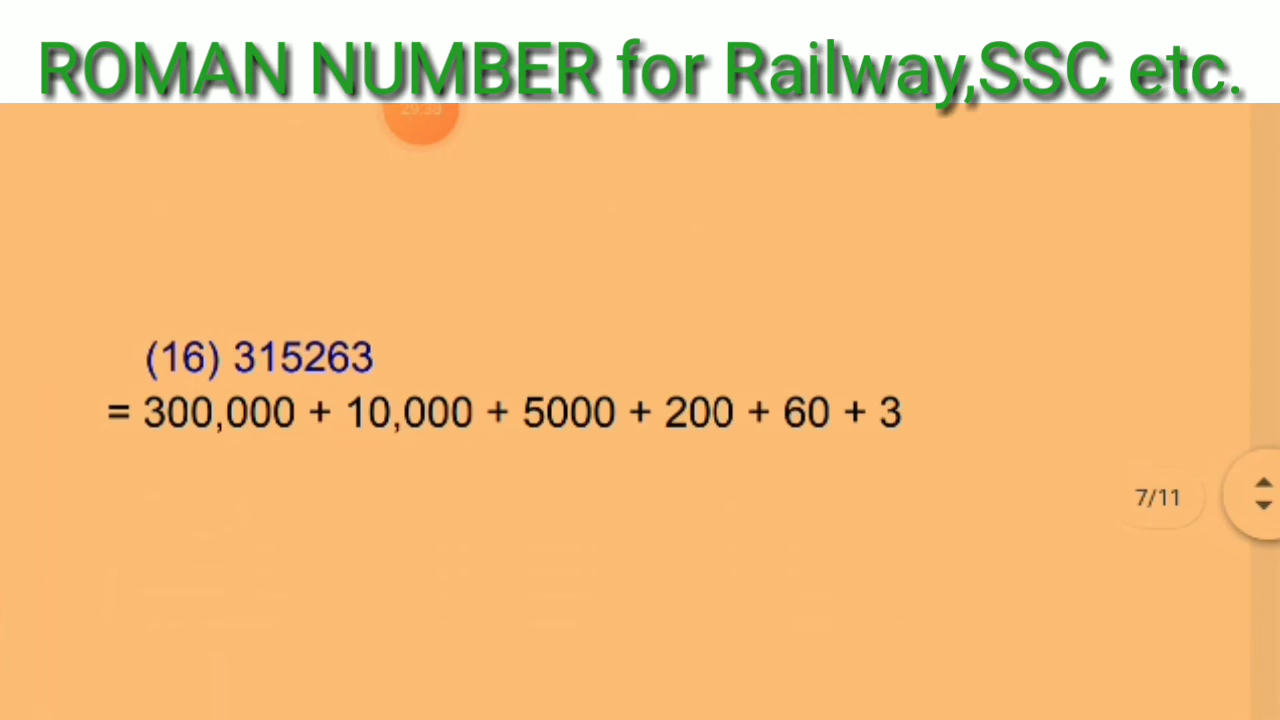 ROMAN NUMBER for Railway,SSC etc.
(16) 315263
= 300,000 + 10,000 + 5000 + 200 + 60 + 3
7/11